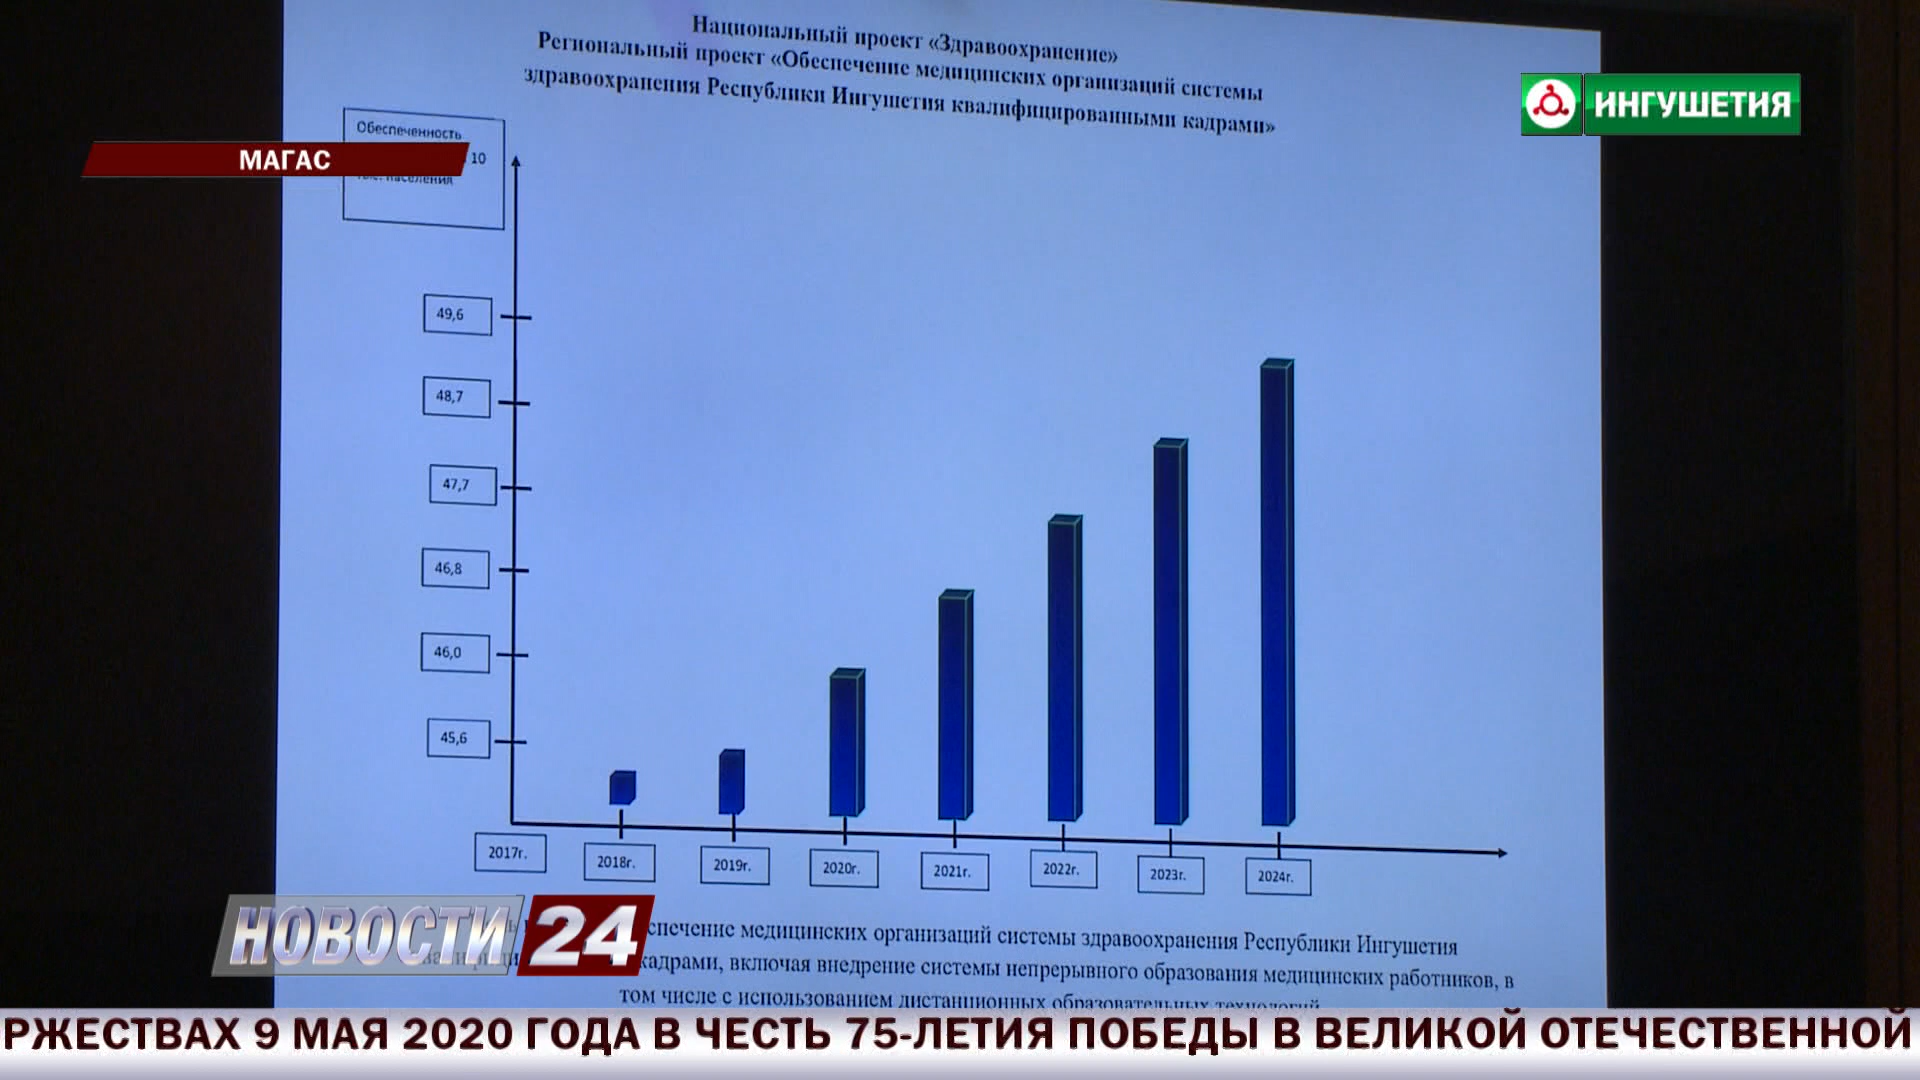 Национальный проект «Здравоохранение»
Региональный проект «Обеспечение медицинских организаций системы
здравоохранения Республики Ингушетия квалифицированными кадрами»
ИНГУШЕТИЯ
МАГАС
Обеспеченность
10
населения
49,6
48,7
47,7
46,8
46,0
45,6
2017г.
2018г.
2019г.
2020г.
2021г.
2022г.
2023г.
2024г.
НОВОСТИ 24
медицинских организаций системы здравоохранения Республики Ингушетия
кадрами, включая внедрение системы непрерывного образования медицинских работников, в
том числе с использованием дистанционных образовательных технологий
РЖЕСТВАХ 9 МАЯ 2020 ГОДА В ЧЕСТЬ 75-ЛЕТИЯ ПОБЕДЫ В ВЕЛИКОЙ ОТЕЧЕСТВЕННОЙ